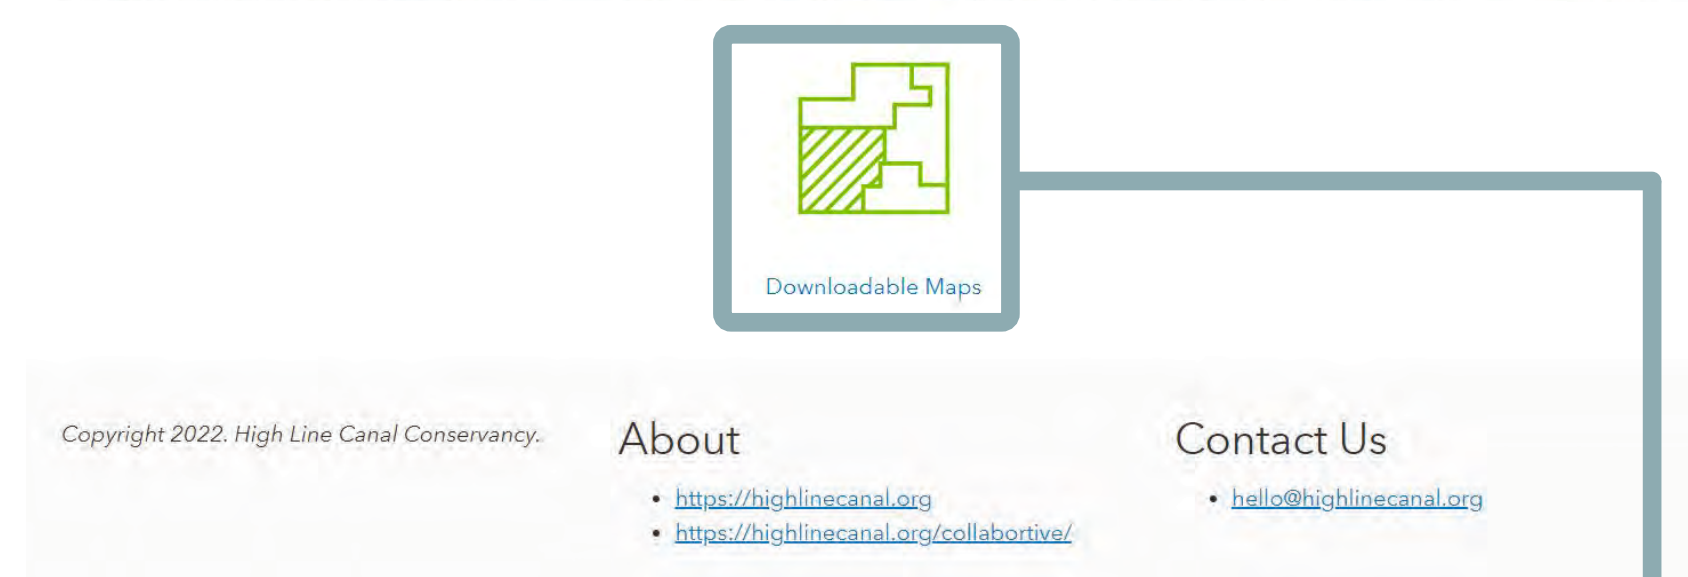 Downloadable Maps
Copyright 2022. High Line Canal Conservancy.
About
• https://highlinecanal.org
• https://highlinecanal.org/collabortive/
Contact Us
• hello@highlinecanal.org